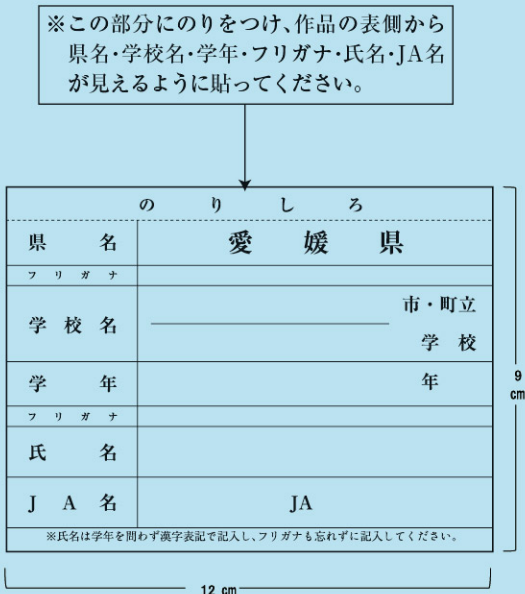 ※この部分にのりをつけ、作品の表側から
県名・学校名・学年・フリガナ・氏名・JA名
が見えるように貼ってください。
のりしろ
県名 愛媛県
フリガナ
学校名 市・町立
学校
学年 年
フリガナ
氏名
JA名 JA
※氏名は学年を問わず漢字表記で記入し、フリガナも忘れずに記入してください。
9
cm
12 cm